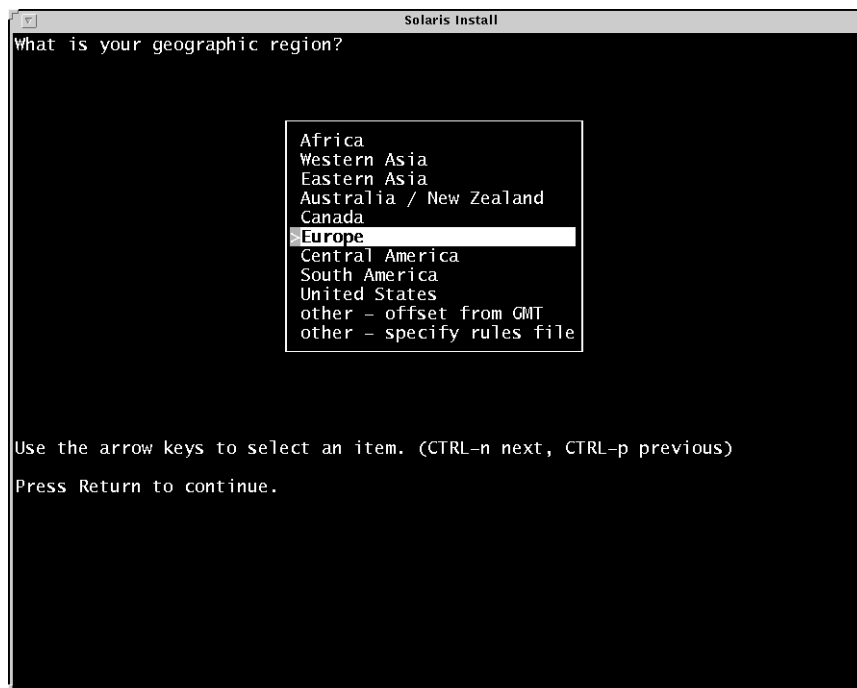 Solaris Install
What is your geographic region?
Africa
Western Asia
Eastern Asia
Australia / New Zealand
Canada
>Europe
Central America
South America
United States
other – offset from GMT
other – specify rules file
Use the arrow keys to select an item. (CTRL–n next, CTRL–p previous)
Press Return to continue.